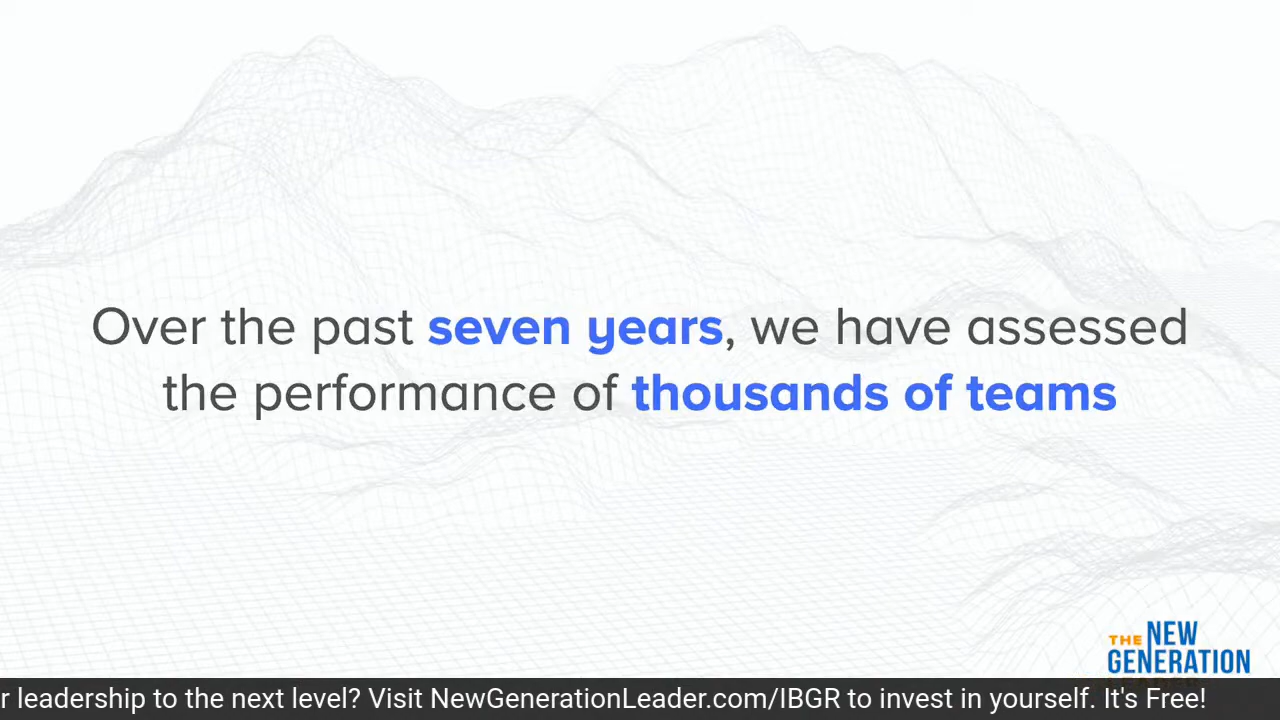 Over the past seven years, we have assessed
the performance of thousands of teams
THE NEW
GENERATION
r leadership to the next level? Visit NewGenerationLeader.com/IBGR to invest in yourself. It's Free!